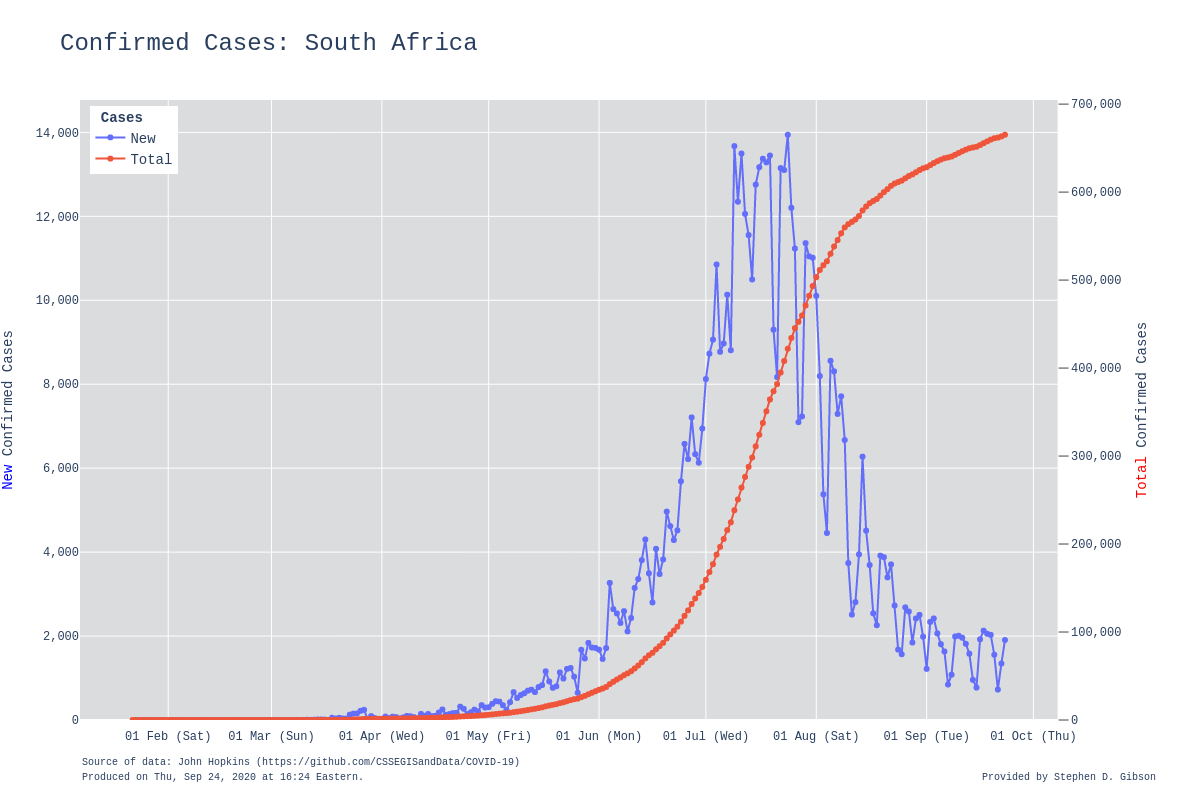 Confirmed Cases: South Africa
Cases
New
Total
14,000
12,000
10,000
8,000
6,000
4,000
2,000
0
700,000
600,000
500,000
400,000
300,000
200,000
100,000
0
New Confirmed Cases
Total Confirmed Cases
01 Feb (Sat) 01 Mar (Sun) 01 Apr (Wed) 01 May (Fri) 01 Jun (Mon) 01 Jul (Wed) 01 Aug (Sat) 01 Sep (Tue) 01 Oct (Thu)
Source of data: John Hopkins (https://github.com/CSSEGISandData/COVID-19)
Produced on Thu, Sep 24, 2020 at 16:24 Eastern.
Provided by Stephen D. Gibson